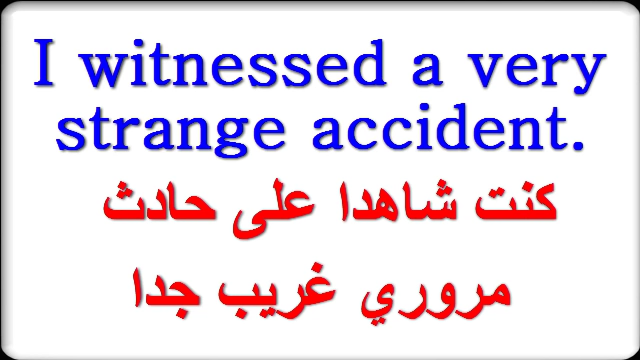 I witnessed a very
strange accident.
كنت شاهدا على حادث
مروري غريب جدا